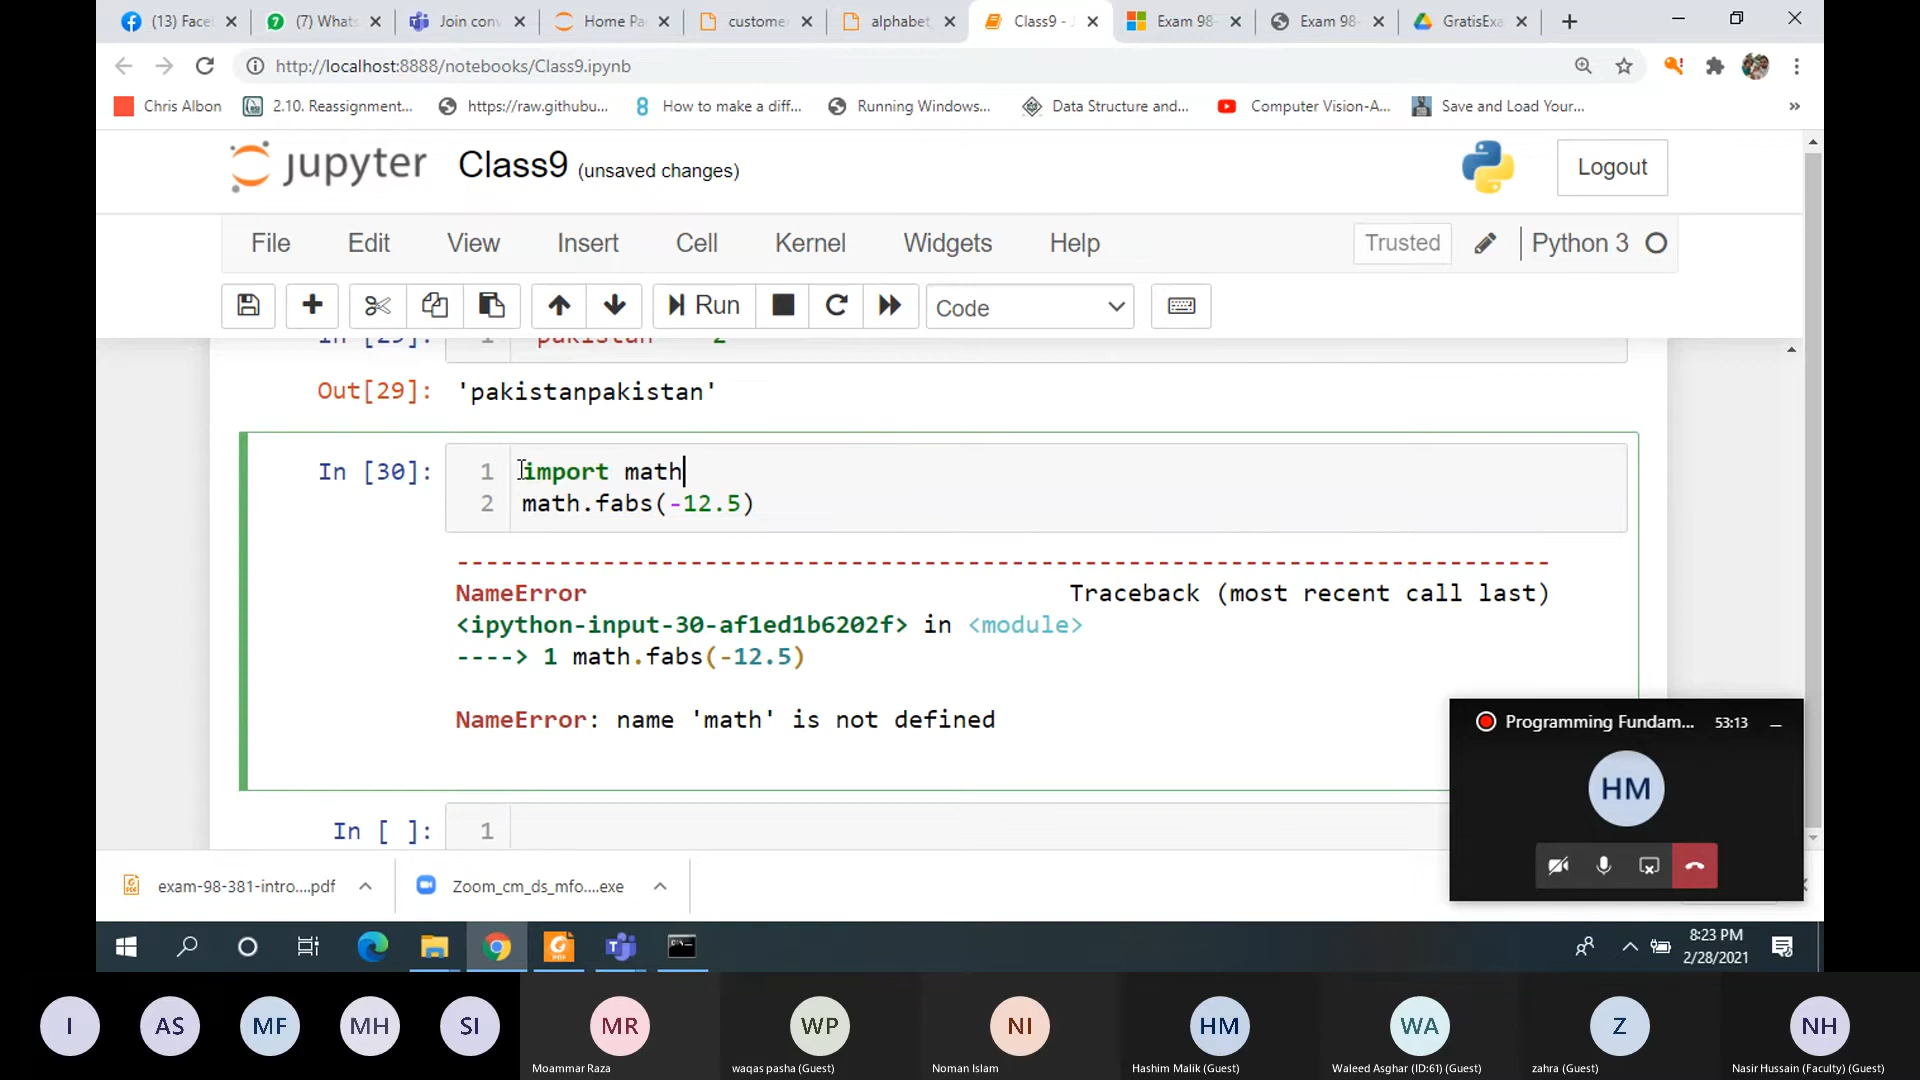 (13) Face
(7) Whats
Join conv
Home Pa
custome
alphabet_
Class9 - J
Exam 98-
Exam 98-
GratisExa
http://localhost:8888/notebooks/Class9.ipynb
Chris Albon
2.10. Reassignment...
https://raw.githubu...
How to make a diff...
Running Windows...
Data Structure and...
Computer Vision-A...
Save and Load Your...
»
jupyter Class9 (unsaved changes)
Logout
File Edit View Insert Cell Kernel Widgets Help
Trusted
Python 3
Run
Code
In [29]: 1 'pakistan' * 2
Out[29]: 'pakistanpakistan'
In [30]: 1 import math
2 math.fabs(-12.5)
---------------------------------------------------------------------------
NameError Traceback (most recent call last)
<ipython-input-30-af1ed1b6202f> in <module>
----> 1 math.fabs(-12.5)
NameError: name 'math' is not defined
In [ ]: 1
Programming Fundam... 53:13
HM
exam-98-381-intro....pdf
Zoom_cm_ds_mfo....exe
8:23 PM
2/28/2021
I
AS
MF
MH
SI
MR
WP
NI
HM
WA
Z
NH
Moammar Raza
waqas pasha (Guest)
Noman Islam
Hashim Malik (Guest)
Waleed Asghar (ID:61) (Guest)
zahra (Guest)
Nasir Hussain (Faculty) (Guest)